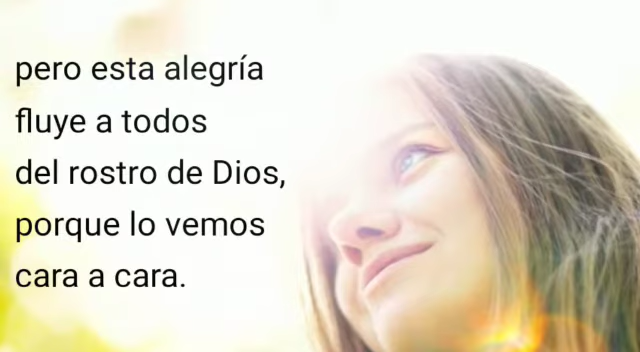 pero esta alegría
fluye a todos
del rostro de Dios,
porque lo vemos
cara a cara.